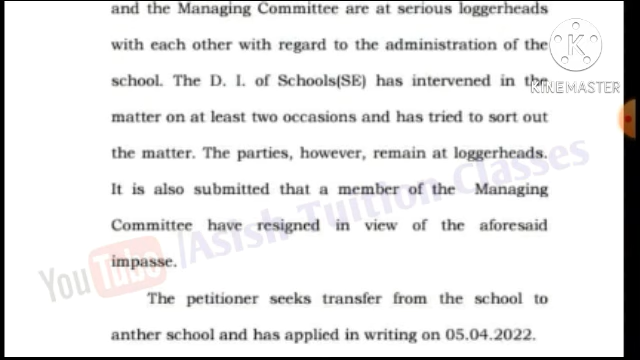 and the Managing Committee are at serious loggerheads
with each other with regard to the administration of the
school. The D. I. of Schools(SE) has intervened in the
matter on at least two occasions and has tried to sort out
the matter. The parties, however, remain at loggerheads.
It is also submitted that a member of the Managing
Committee have resigned in view of the aforesaid
impasse.
The petitioner seeks transfer from the school to
anther school and has applied in writing on 05.04.2022.
KINEMASTER
YouTube/Asish Tuition Classes